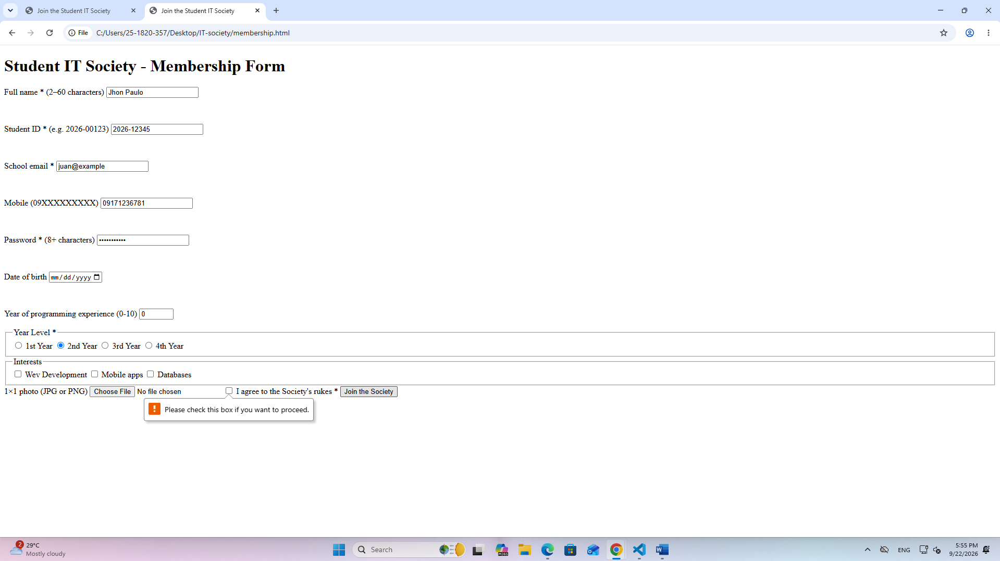 Join the Student IT Society
Join the Student IT Society
File C:/Users/25-1820-357/Desktop/IT-society/membership.html
Student IT Society - Membership Form
Full name * (2–60 characters) Jhon Paulo
Student ID * (e.g. 2026-00123) 2026-12345
School email * juan@example
Mobile (09XXXXXXXXX) 09171236781
Password * (8+ characters) •••••••••••
Date of birth mm/dd/yyyy
Year of programming experience (0-10) 0
Year Level *
1st Year 2nd Year 3rd Year 4th Year
Interests
Wev Development Mobile apps Databases
1×1 photo (JPG or PNG) Choose File No file chosen I agree to the Society's rukes * Join the Society
! Please check this box if you want to proceed.
2
29°C
Mostly cloudy
Search
M365
W
ENG
5:55 PM
9/22/2026